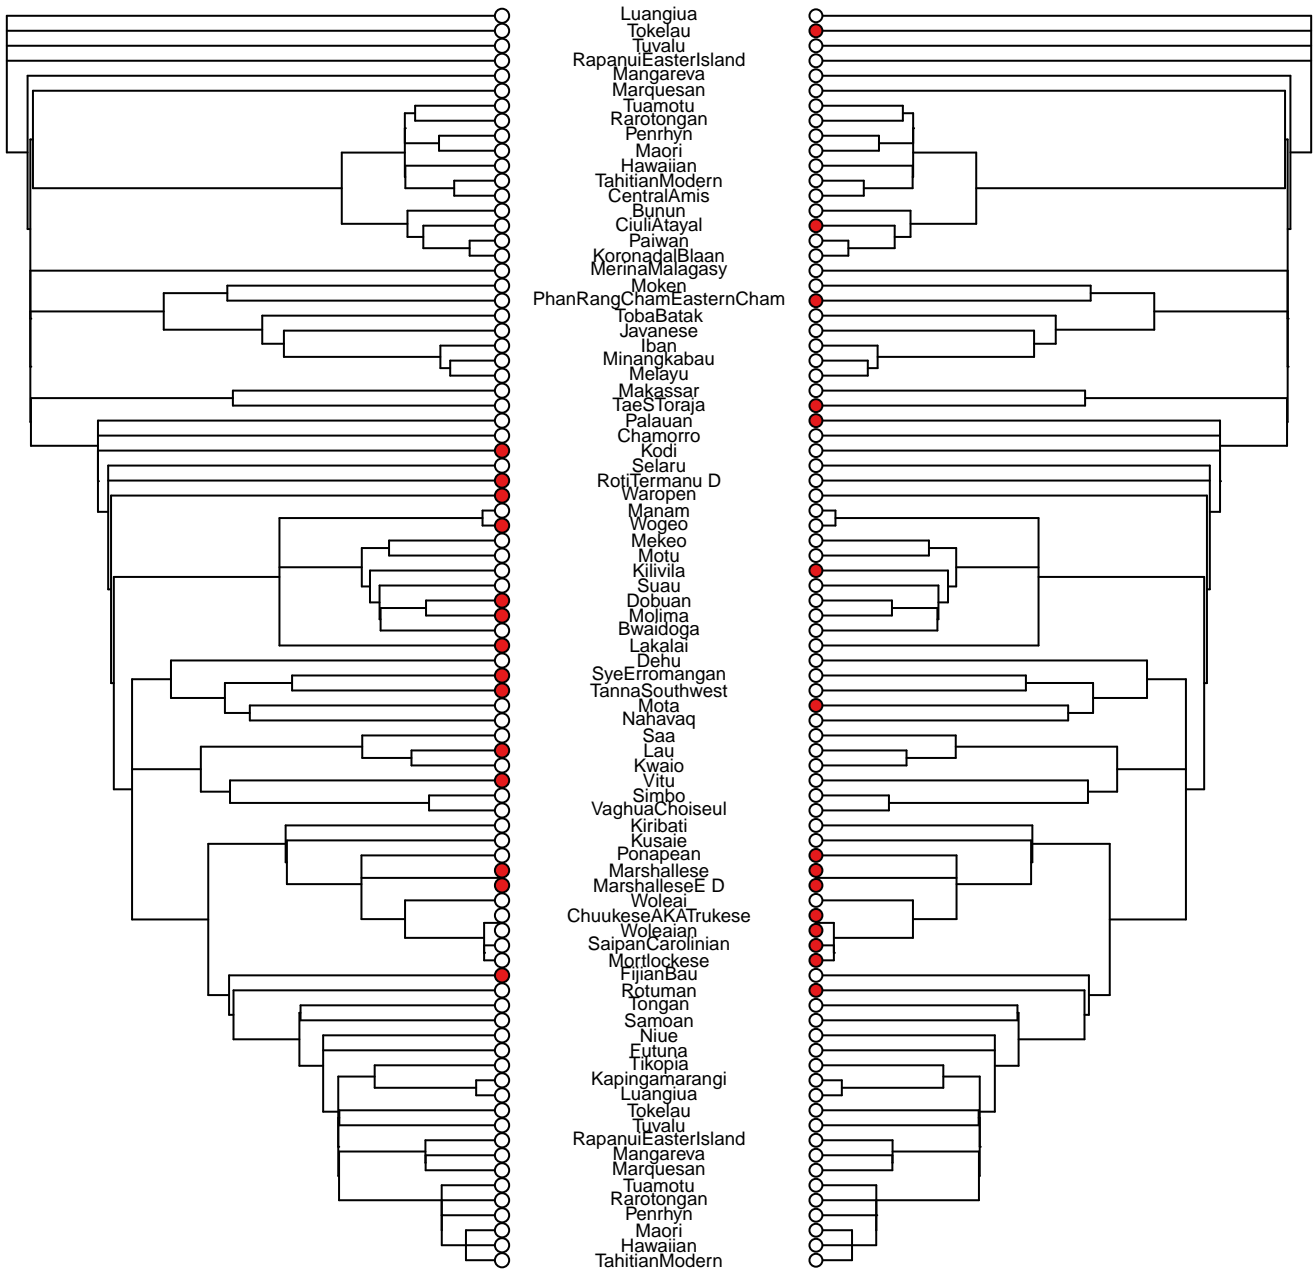 Luangiua
Tokelau
Tuvalu
RapanuiEasterIsland
Mangareva
Marquesan
Tuamotu
Rarotongan
Penrhyn
Maori
Hawaiian
TahitianModern
CentralAmis
Bunun
CiuliAtayal
Paiwan
KoronadalBlaan
MerinaMalagasy
Moken
PhanRangChamEasternCham
TobaBatak
Javanese
Iban
Minangkabau
Melayu
Makassar
TaeSToraja
Palauan
Chamorro
Kodi
Selaru
RotiTermanu D
Waropen
Manam
Wogeo
Mekeo
Motu
Kilivila
Suau
Dobuan
Molima
Bwaidoga
Lakalai
Dehu
SyeErromangan
TannaSouthwest
Mota
Nahavaq
Saa
Lau
Kwaio
Vitu
Simbo
VaghuaChoiseul
Kiribati
Kusaie
Ponapean
Marshallese
MarshalleseE D
Woleai
ChuukeseAKATrukese
Woleaian
SaipanCarolinian
Mortlockese
FijianBau
Rotuman
Tongan
Samoan
Niue
Futuna
Tikopia
Kapingamarangi
Luangiua
Tokelau
Tuvalu
RapanuiEasterIsland
Mangareva
Marquesan
Tuamotu
Rarotongan
Penrhyn
Maori
Hawaiian
TahitianModern